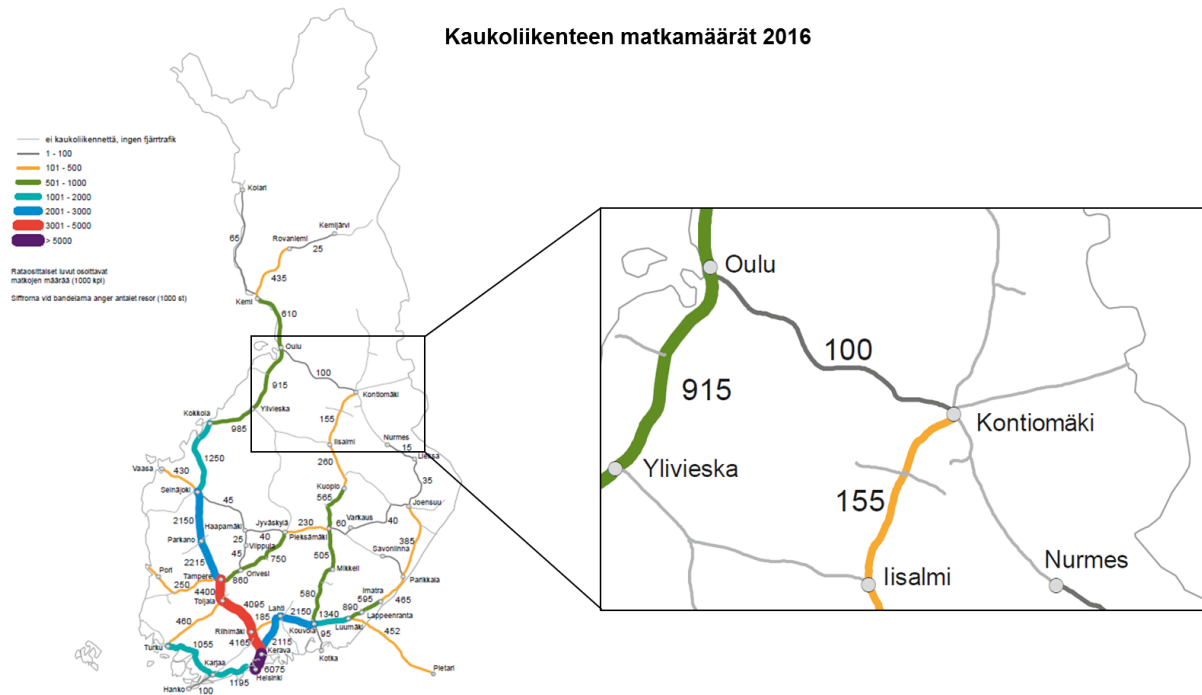 Kaukoliikenteen matkamäärät 2016
ei kaukoliikennettä, ingen fjärrtrafik
1 - 100
101 - 500
501 - 1000
1001 - 2000
2001 - 3000
3001 - 5000
> 5000
Rataosittaiset luvut osoittavat
matkojen määrää (1000 kpl)
Siffrorna vid bandelarna anger antalet resor (1000 st)
Kolari
65
Kemijärvi
Rovaniemi
25
435
Kemi
610
Oulu
100
915
Kontiomäki
Ylivieska
155
Kokkola
985
Iisalmi
Nurmes
15
Lieksa
1250
260
Vaasa
430
35
Seinäjoki
45
Kuopio
565
Joensuu
2150
Haapamäki
Jyväskylä
230
Varkaus
40
60
Parkano
25
40
Pieksämäki
385
Vilppula
45
750
505
Savonlinna
2215
Orivesi
Mikkeli
Pori
Tampere
860
Parikkala
250
4400
580
Imatra
595
465
Toijala
4095
Lahti
2150
1340
890
Lappeenranta
460
185
Kouvola
Luumäki
Riihimäki
95
452
4165
2115
Turku
1055
Kerava
Kotka
Karjaa
6075
Pietari
Helsinki
1195
Hanko
100
Oulu
100
915
Kontiomäki
Ylivieska
155
Iisalmi
Nurmes